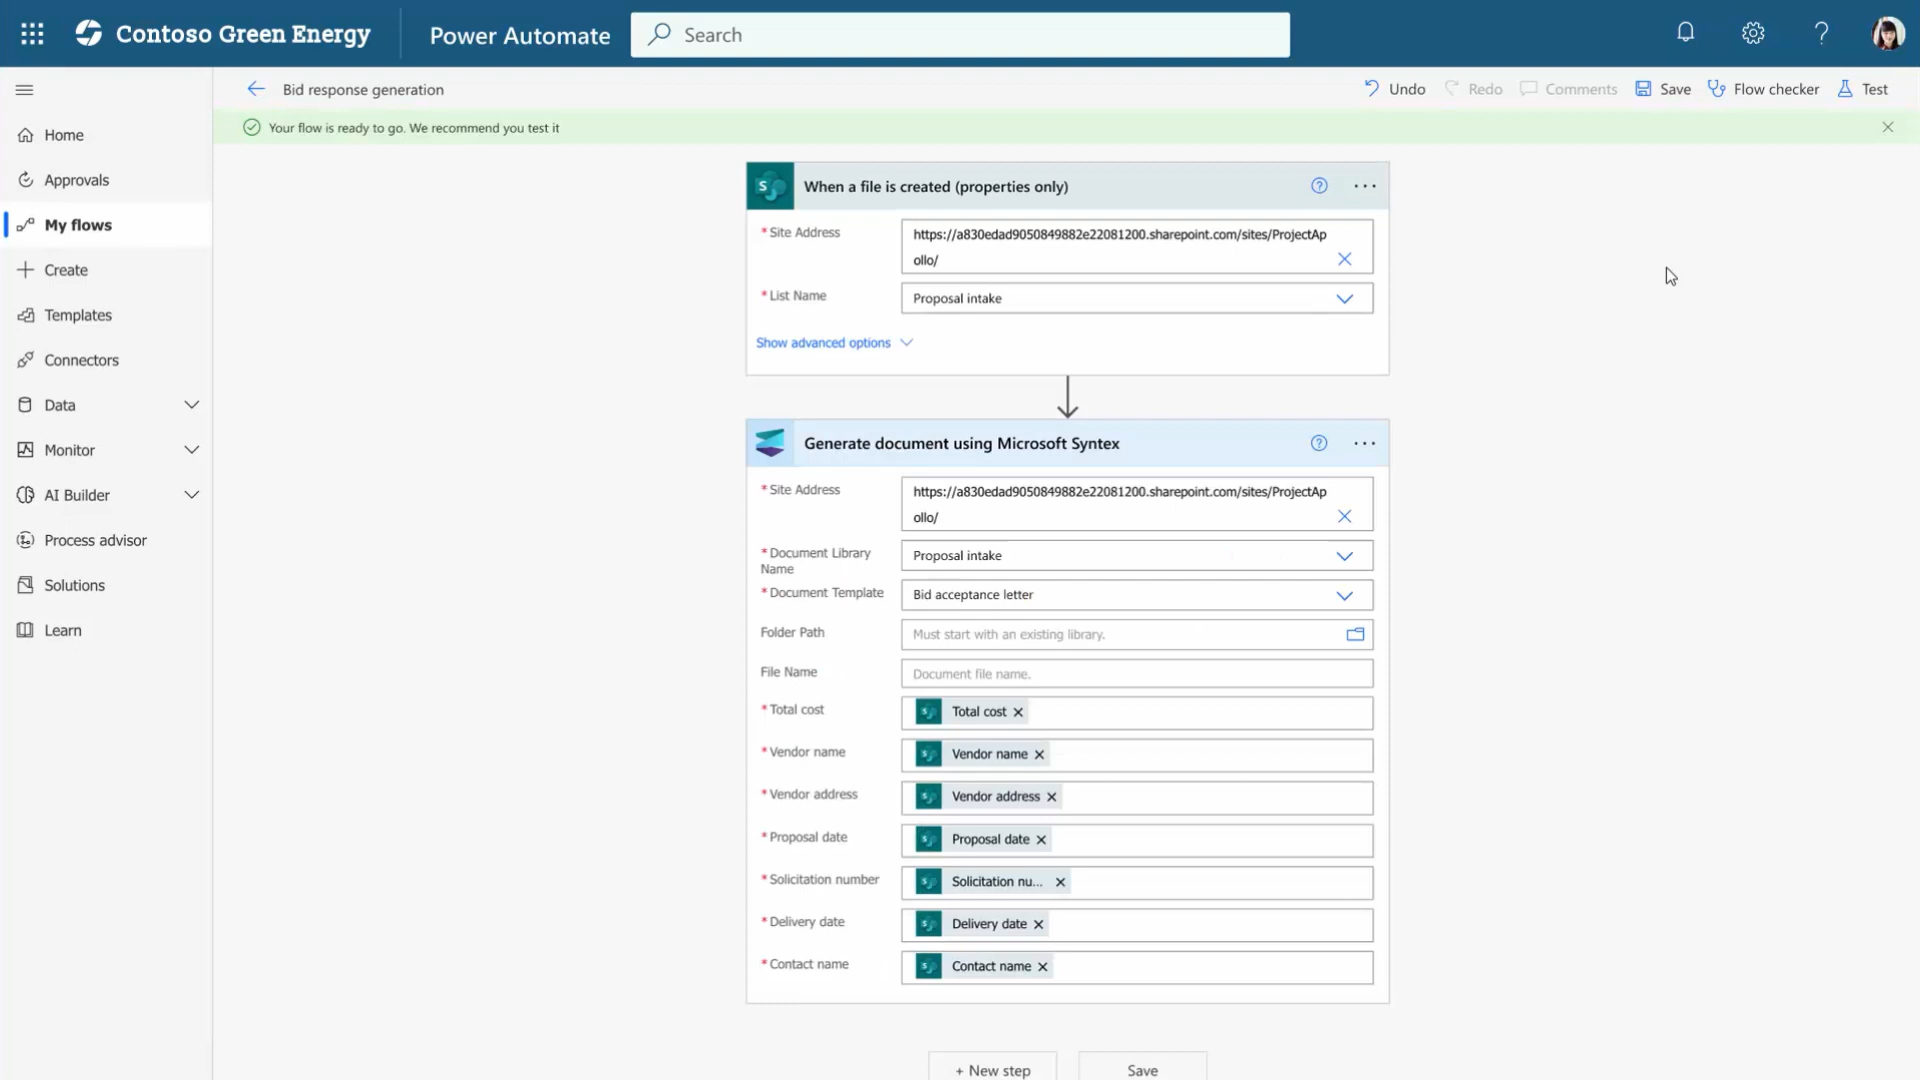 Contoso Green Energy
Power Automate
Search
Bid response generation
Undo
Redo
Comments
Save
Flow checker
Test
Your flow is ready to go. We recommend you test it
Home
Approvals
My flows
Create
Templates
Connectors
Data
Monitor
AI Builder
Process advisor
Solutions
Learn
When a file is created (properties only)
* Site Address
https://a830edad9050849882e22081200.sharepoint.com/sites/ProjectAp
ollo/
* List Name
Proposal intake
Show advanced options
Generate document using Microsoft Syntex
* Site Address
https://a830edad9050849882e22081200.sharepoint.com/sites/ProjectAp
ollo/
* Document Library
Name
Proposal intake
* Document Template
Bid acceptance letter
Folder Path
Must start with an existing library.
File Name
Document file name.
* Total cost
Total cost
* Vendor name
Vendor name
* Vendor address
Vendor address
* Proposal date
Proposal date
* Solicitation number
Solicitation nu...
* Delivery date
Delivery date
* Contact name
Contact name
+ New step
Save